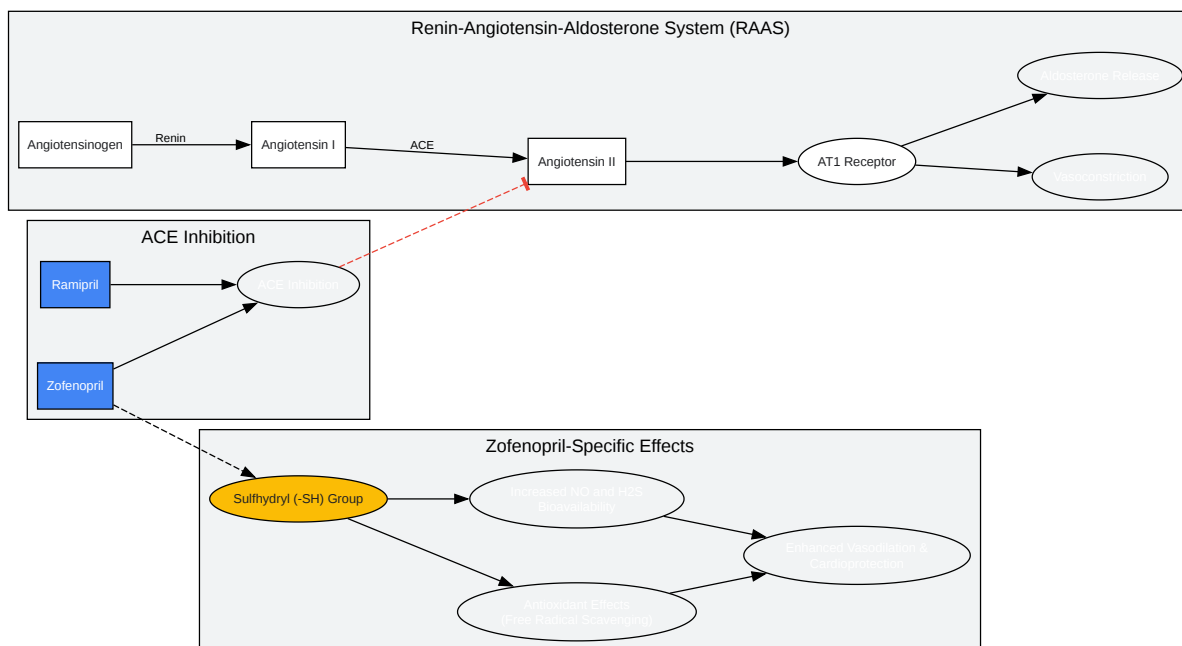 Renin-Angiotensin-Aldosterone System (RAAS)
Aldosterone Release
Angiotensinogen
Renin
Angiotensin I
ACE
Angiotensin II
AT1 Receptor
Vasoconstriction
ACE Inhibition
Ramipril
ACE Inhibition
Zofenopril
Zofenopril-Specific Effects
Sulfhydryl (-SH) Group
Increased NO and H2S
Bioavailability
Enhanced Vasodilation &
Cardioprotection
Antioxidant Effects
(Free Radical Scavenging)